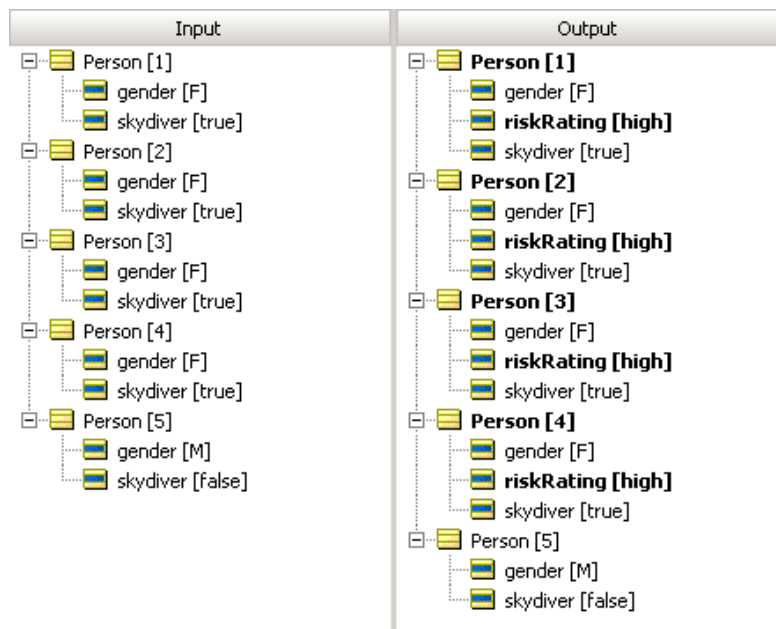 Input
Person [1]
gender [F]
skydiver [true]
Person [2]
gender [F]
skydiver [true]
Person [3]
gender [F]
skydiver [true]
Person [4]
gender [F]
skydiver [true]
Person [5]
gender [M]
skydiver [false]
Output
Person [1]
gender [F]
riskRating [high]
skydiver [true]
Person [2]
gender [F]
riskRating [high]
skydiver [true]
Person [3]
gender [F]
riskRating [high]
skydiver [true]
Person [4]
gender [F]
riskRating [high]
skydiver [true]
Person [5]
gender [M]
skydiver [false]